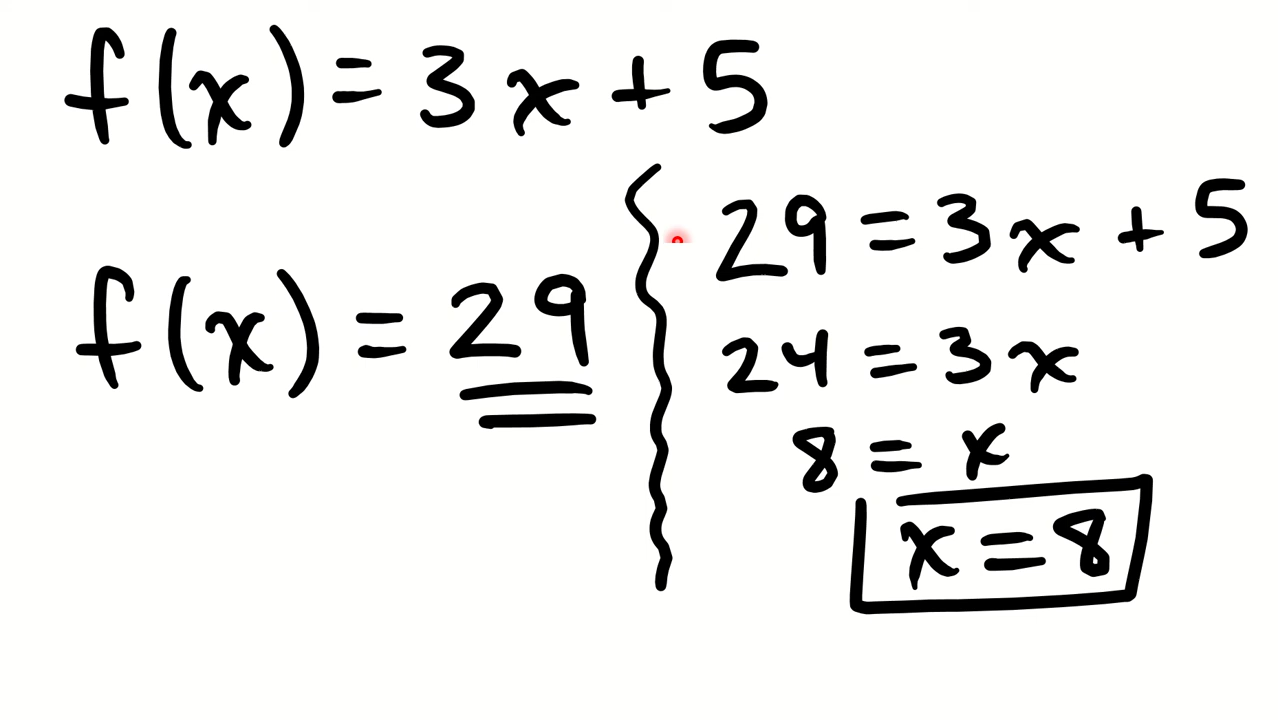 f(x) = 3x + 5
f(x) = 29
29 = 3x + 5
24 = 3x
8 = x
x = 8